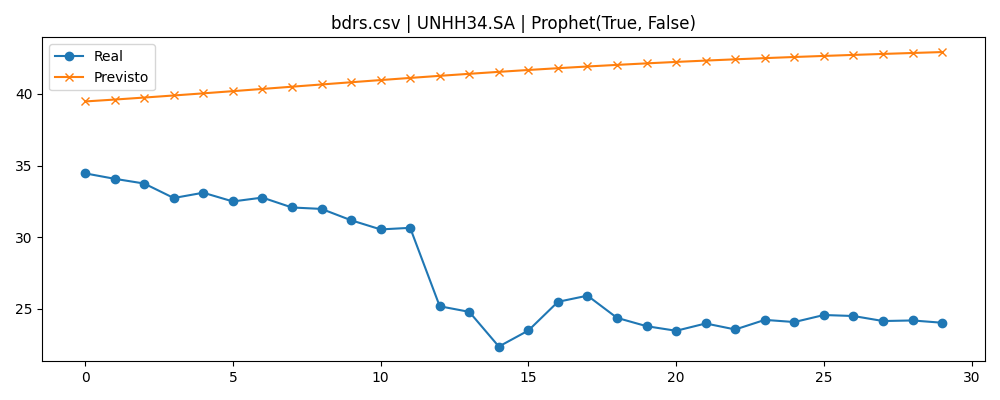 bdrs.csv | UNHH34.SA | Prophet(True, False)
Real
Previsto
40
35
30
25
0 5 10 15 20 25 30